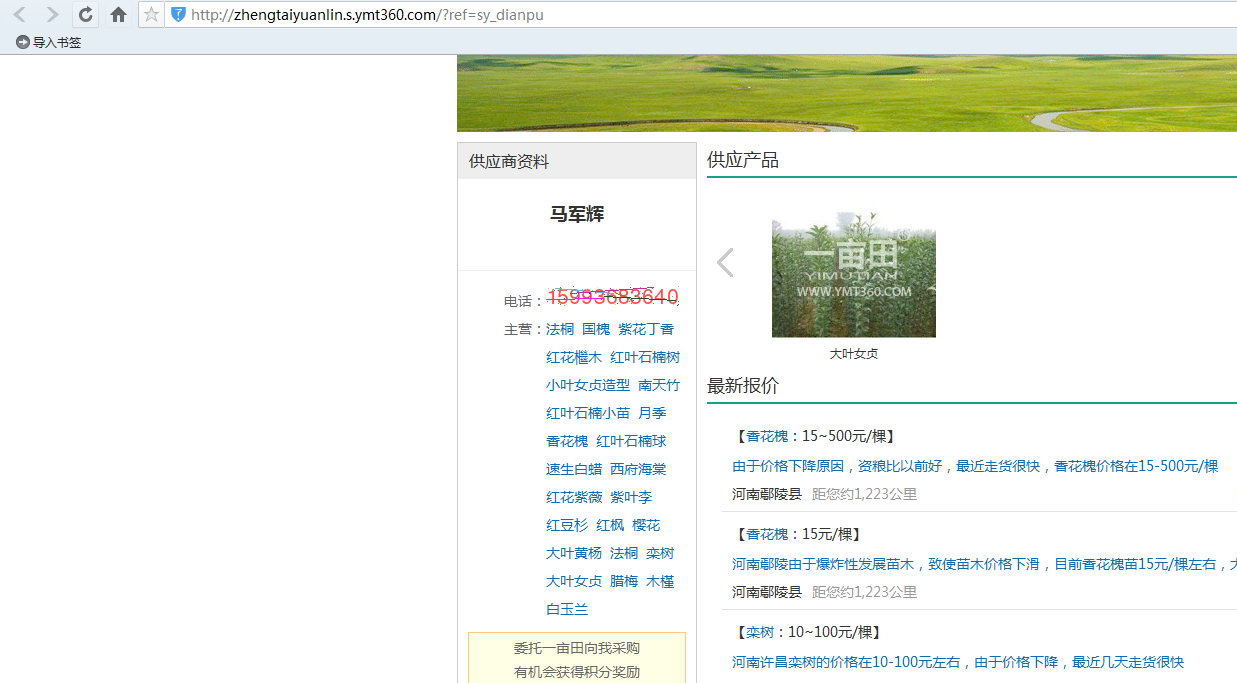 http://zhengtaiyuanlin.s.ymt360.com/?ref=sy_dianpu
导入书签
供应商资料
马军辉
电话：15993683640
主营：法桐 国槐 紫花丁香
红花檵木 红叶石楠树
小叶女贞造型 南天竹
红叶石楠小苗 月季
香花槐 红叶石楠球
速生白蜡 西府海棠
红花紫薇 紫叶李
红豆杉 红枫 樱花
大叶黄杨 法桐 栾树
大叶女贞 腊梅 木槿
白玉兰
委托一亩田向我采购
有机会获得积分奖励
供应产品
一亩田
YIMUTIAN
WWW.YMT360.COM
大叶女贞
最新报价
【香花槐：15~500元/棵】
由于价格下降原因，资粮比以前好，最近走货很快，香花槐价格在15-500元/棵
河南鄢陵县 距您约1,223公里
【香花槐：15元/棵】
河南鄢陵由于爆炸性发展苗木，致使苗木价格下滑，目前香花槐苗15元/棵左右，大
河南鄢陵县 距您约1,223公里
【栾树：10~100元/棵】
河南许昌栾树的价格在10-100元左右，由于价格下降，最近几天走货很快